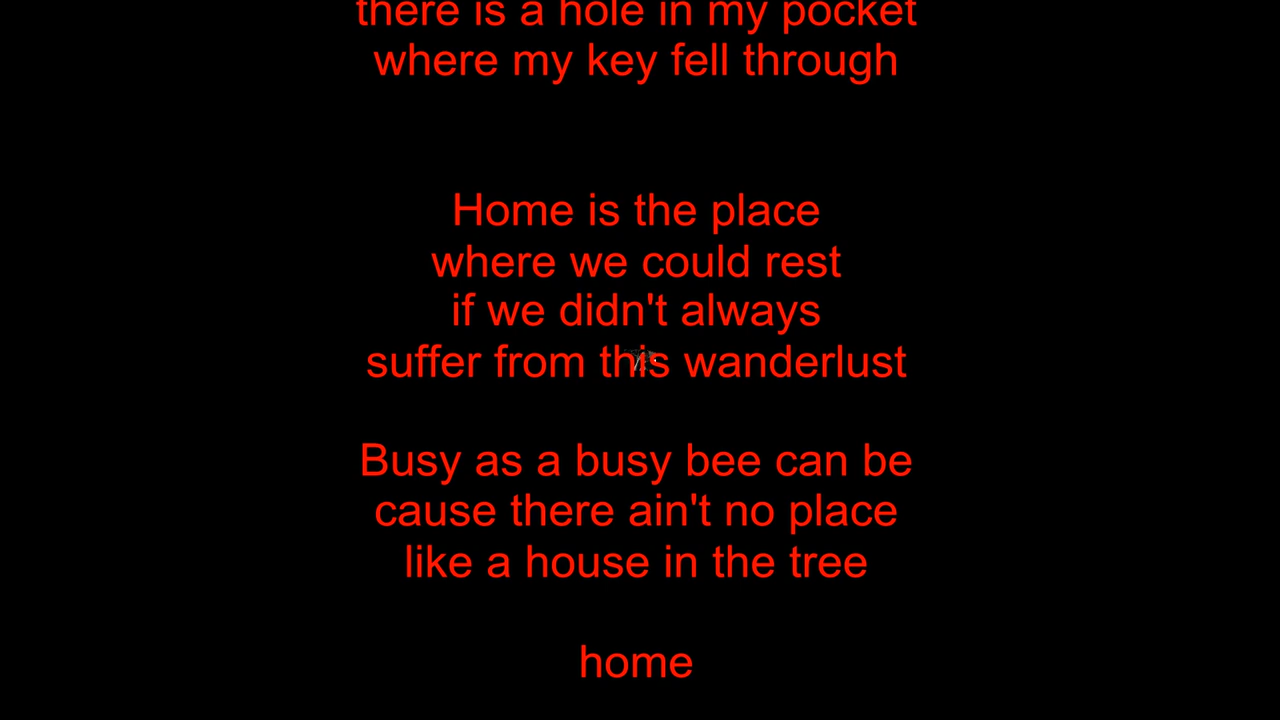 there is a hole in my pocket
where my key fell through
Home is the place
where we could rest
if we didn't always
suffer from this wanderlust
Busy as a busy bee can be
cause there ain't no place
like a house in the tree
home